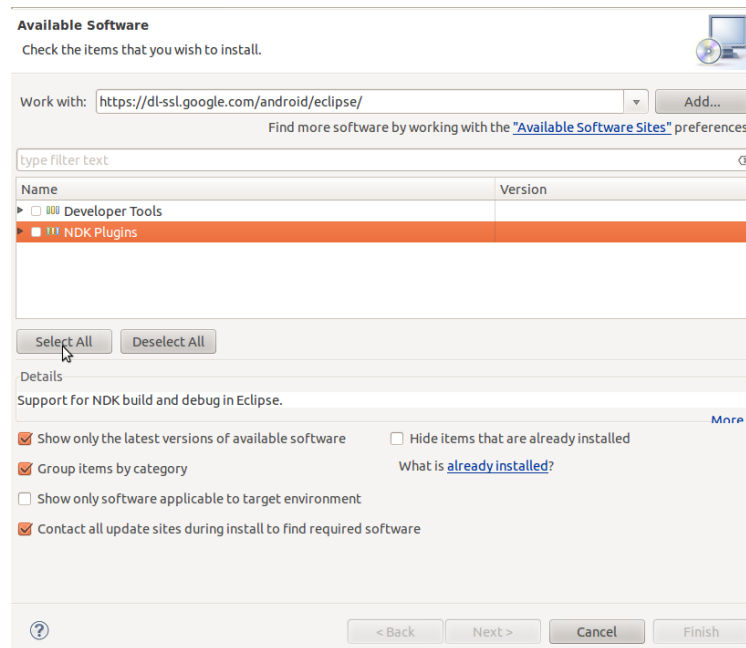 Available Software
Check the items that you wish to install.
Work with: https://dl-ssl.google.com/android/eclipse/ Add...
Find more software by working with the "Available Software Sites" preferences
type filter text
Name Version
Developer Tools
NDK Plugins
Select All Deselect All
Details
Support for NDK build and debug in Eclipse.
More
Show only the latest versions of available software Hide items that are already installed
Group items by category What is already installed?
Show only software applicable to target environment
Contact all update sites during install to find required software
? < Back Next > Cancel Finish